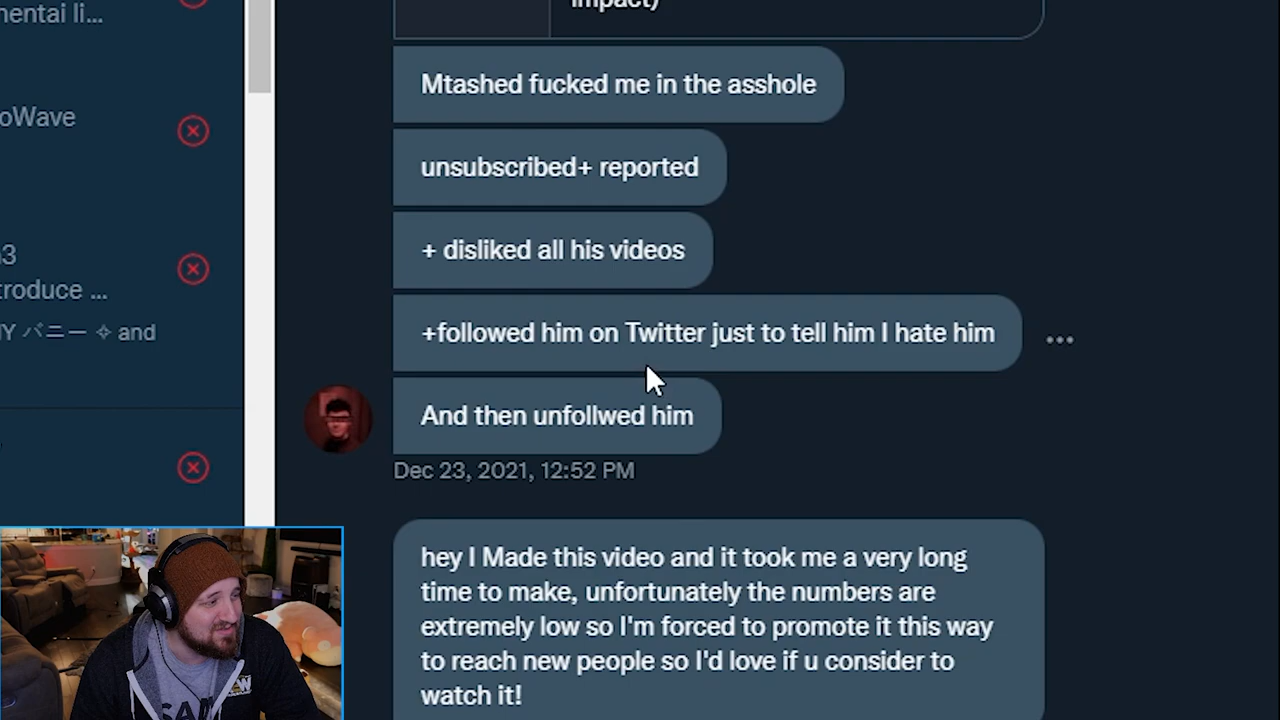 nental li...
impact)
Mtashed fucked me in the asshole
oWave
unsubscribed+ reported
+ disliked all his videos
3
troduce ...
IY バニー ✧ and
+followed him on Twitter just to tell him I hate him
And then unfollwed him
Dec 23, 2021, 12:52 PM
hey I Made this video and it took me a very long
time to make, unfortunately the numbers are
extremely low so I'm forced to promote it this way
to reach new people so I'd love if u consider to
watch it!